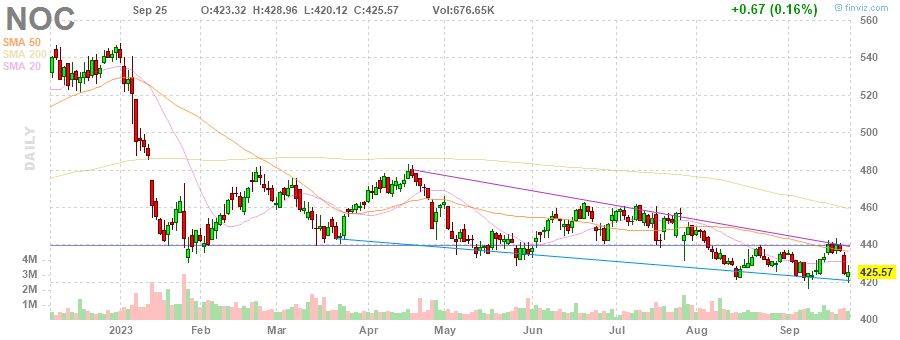 NOC
Sep 25 O:423.32 H:428.96 L:420.12 C:425.57 Vol:676.65K +0.67 (0.16%)
© finviz.com
SMA 50
SMA 200
SMA 20
DAILY
560
540
520
500
480
460
440
420
400
425.57
4M
3M
2M
1M
2023 Feb Mar Apr May Jun Jul Aug Sep